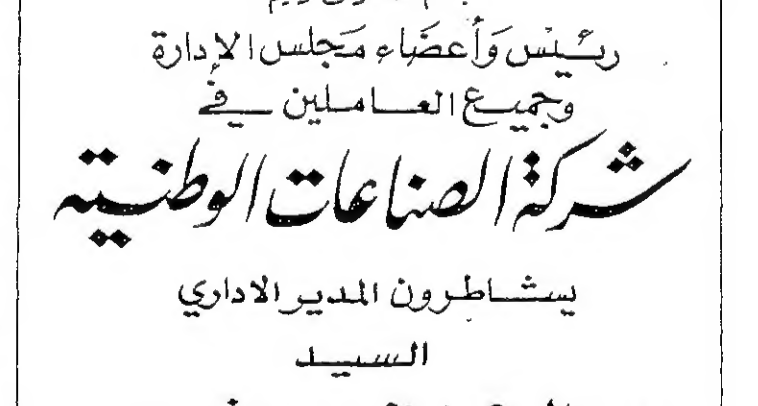 رئيس وأعضاء مجلس الإدارة
وجميع العاملين في
شركة الصناعات الوطنية
يشاطرون المدير الاداري
السيد